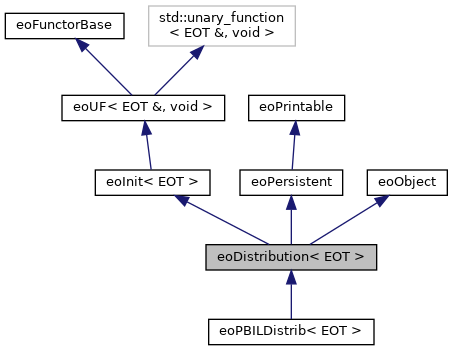 eoFunctorBase
std::unary_function
< EOT &, void >
eoUF< EOT &, void >
eoPrintable
eoInit< EOT >
eoPersistent
eoObject
eoDistribution< EOT >
eoPBILDistrib< EOT >